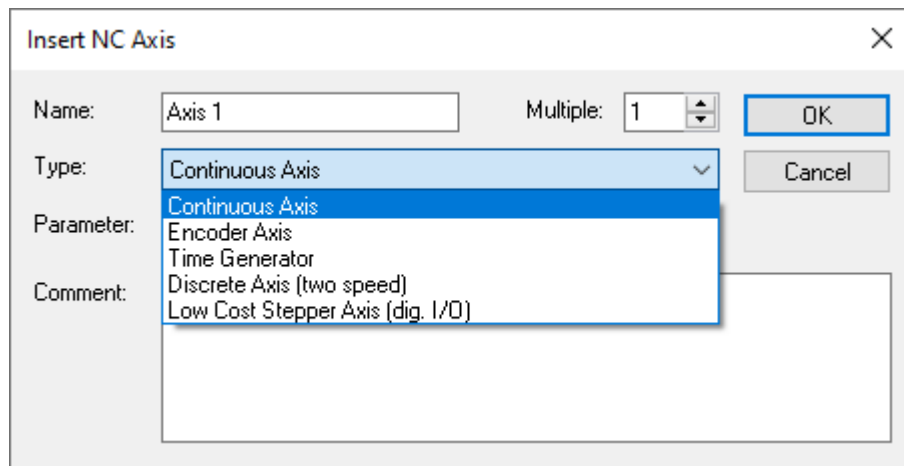 Insert NC Axis
Name: Axis 1 Multiple: 1 OK
Type: Continuous Axis Cancel
Continuous Axis
Parameter:
Encoder Axis
Time Generator
Comment:
Discrete Axis (two speed)
Low Cost Stepper Axis (dig. I/O)